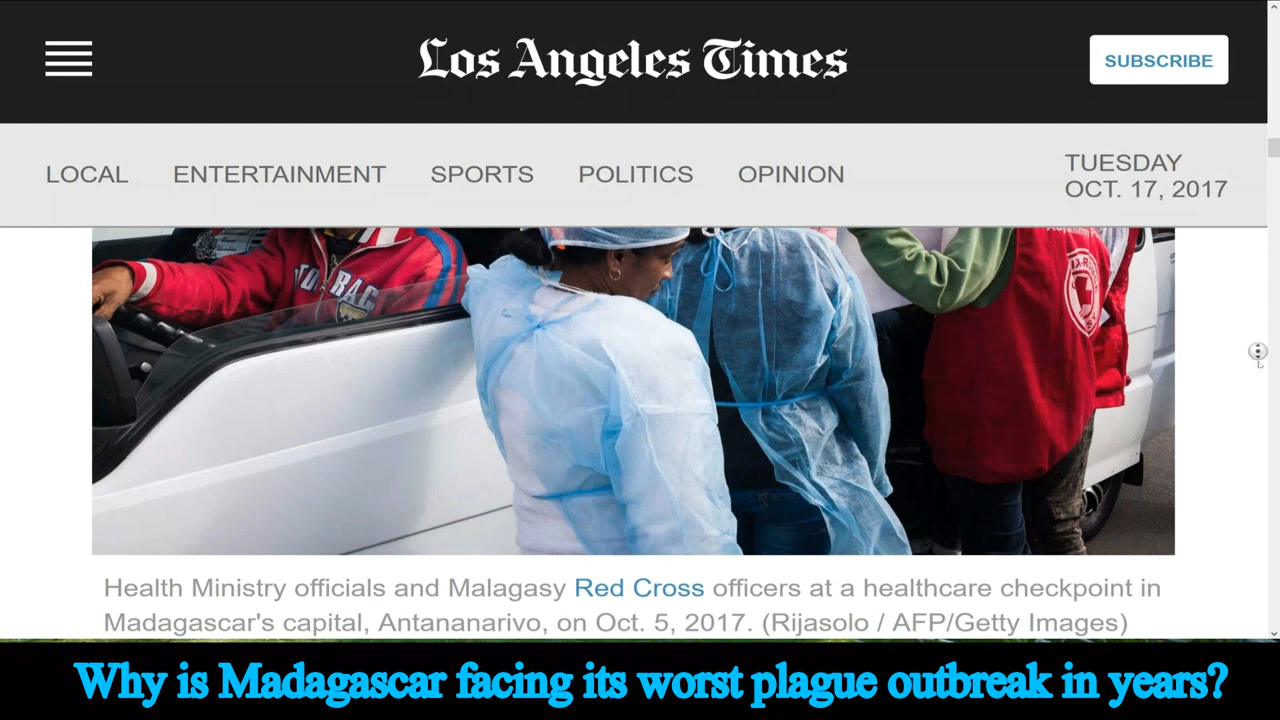 Los Angeles Times
SUBSCRIBE
LOCAL ENTERTAINMENT SPORTS POLITICS OPINION
TUESDAY
OCT. 17, 2017
Health Ministry officials and Malagasy Red Cross officers at a healthcare checkpoint in
Madagascar's capital, Antananarivo, on Oct. 5, 2017. (Rijasolo / AFP/Getty Images)
Why is Madagascar facing its worst plague outbreak in years?